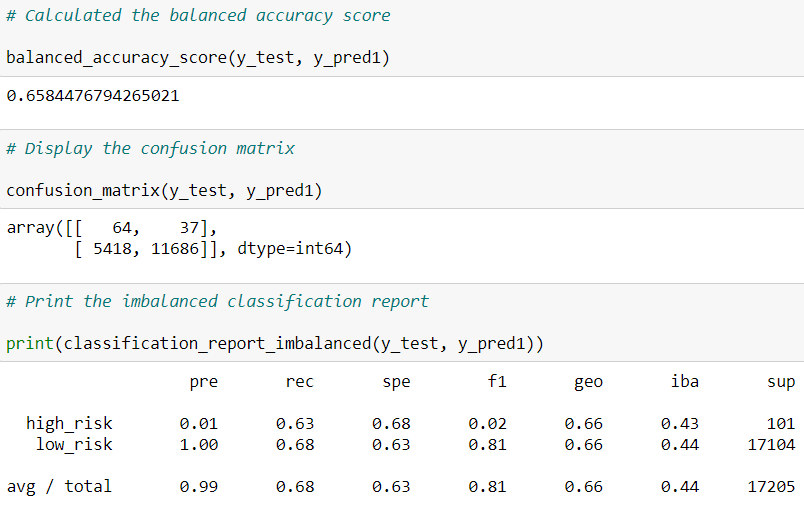 # Calculated the balanced accuracy score
balanced_accuracy_score(y_test, y_pred1)
0.6584476794265021
# Display the confusion matrix
confusion_matrix(y_test, y_pred1)
array([[   64,    37],
       [ 5418, 11686]], dtype=int64)
# Print the imbalanced classification report
print(classification_report_imbalanced(y_test, y_pred1))
pre rec spe f1 geo iba sup
high_risk 0.01 0.63 0.68 0.02 0.66 0.43 101
low_risk 1.00 0.68 0.63 0.81 0.66 0.44 17104
avg / total 0.99 0.68 0.63 0.81 0.66 0.44 17205